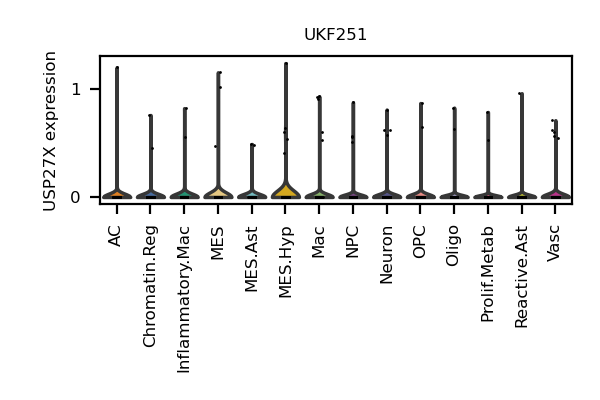 UKF251
USP27X expression
1
0
AC
Chromatin.Reg
Inflammatory.Mac
MES
MES.Ast
MES.Hyp
Mac
NPC
Neuron
OPC
Oligo
Prolif.Metab
Reactive.Ast
Vasc